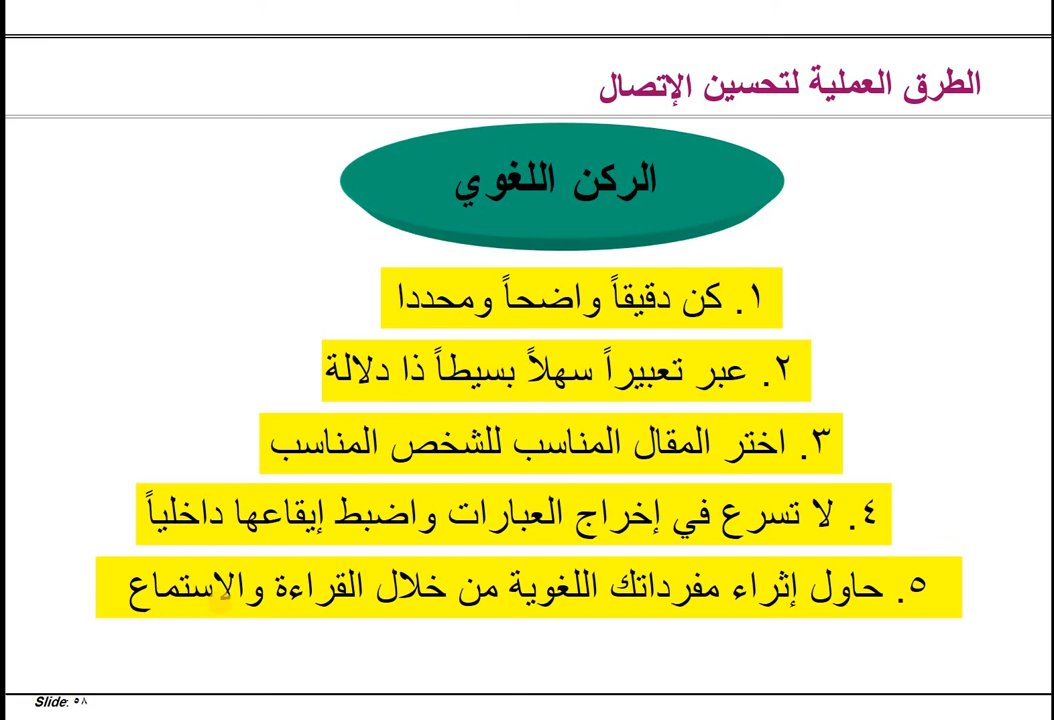 الطرق العملية لتحسين الإتصال
الركن اللغوي
١. كن دقيقاً واضحاً ومحددا
٢. عبر تعبيراً سهلاً بسيطاً ذا دلالة
٣. اختر المقال المناسب للشخص المناسب
٤. لا تسرع في إخراج العبارات واضبط إيقاعها داخلياً
٥. حاول إثراء مفرداتك اللغوية من خلال القراءة والاستماع
Slide: ٥٨